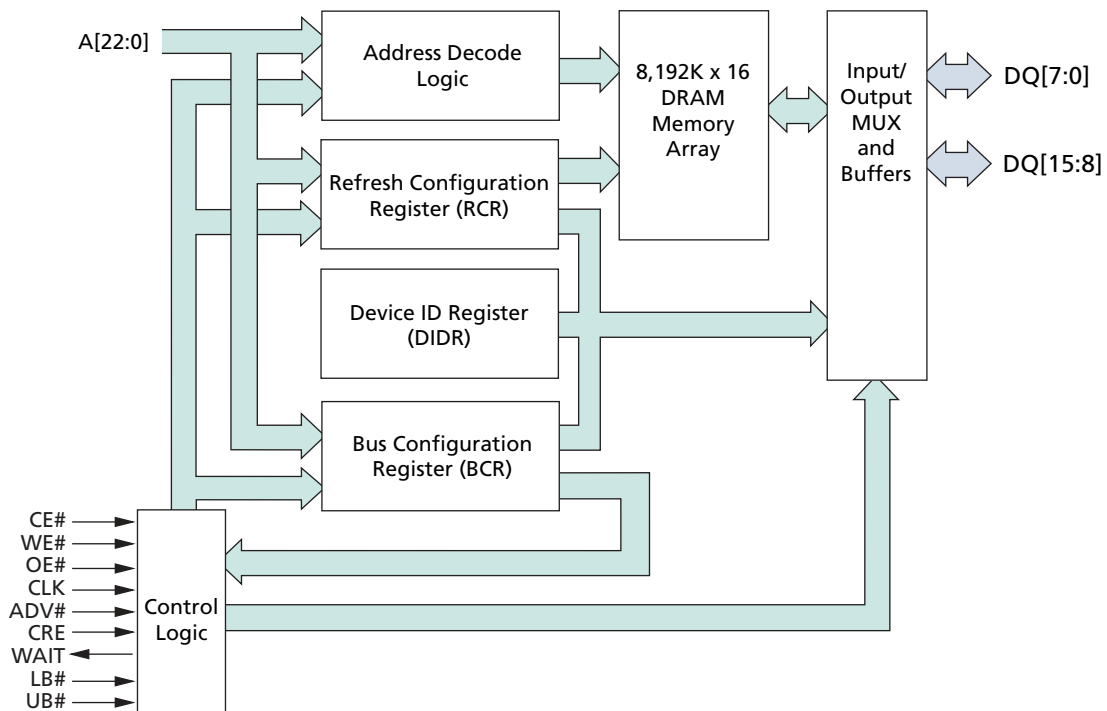 A[22:0]
Address Decode
Logic
8,192K x 16
DRAM
Memory
Array
Input/
Output
MUX
and
Buffers
DQ[7:0]
DQ[15:8]
Refresh Configuration
Register (RCR)
Device ID Register
(DIDR)
Bus Configuration
Register (BCR)
CE#
WE#
OE#
CLK
ADV#
CRE
WAIT
LB#
UB#
Control
Logic